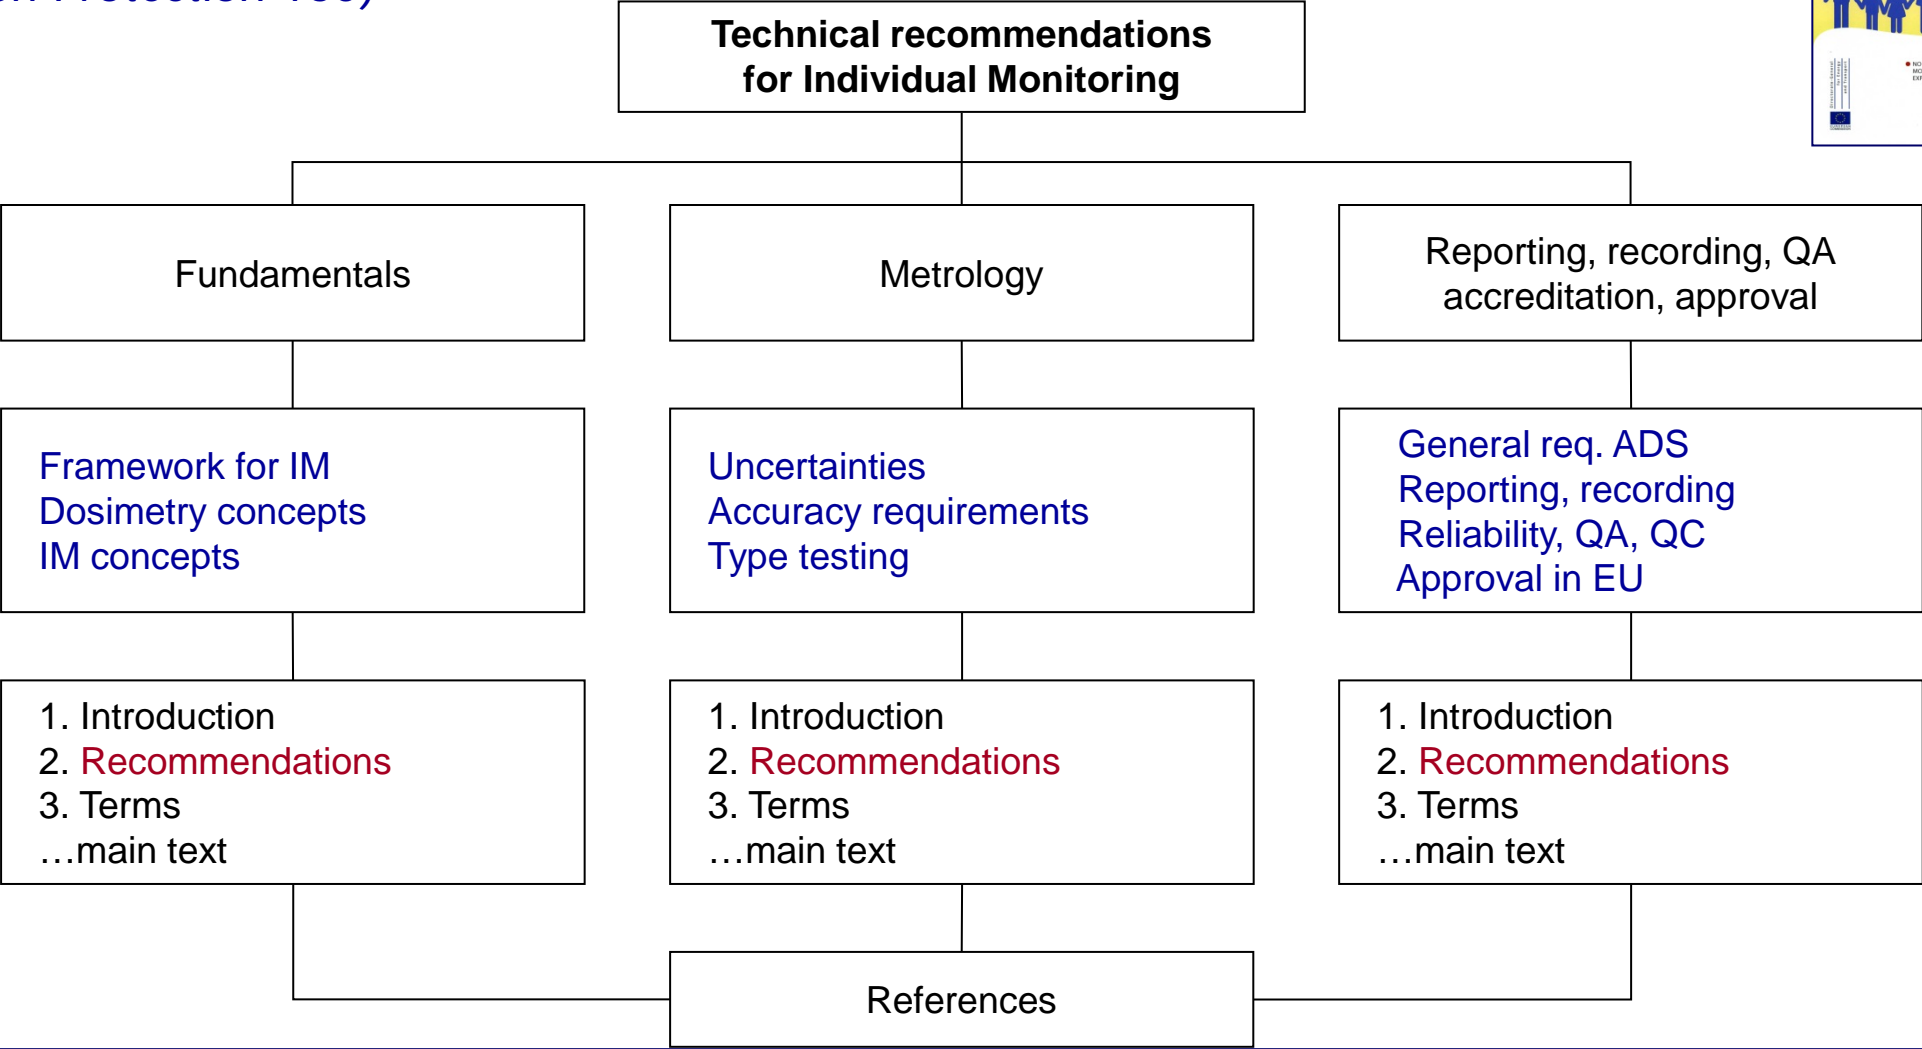 Technical recommendations
for Individual Monitoring
Fundamentals
Metrology
Reporting, recording, QA
accreditation, approval
Framework for IM
Dosimetry concepts
IM concepts
Uncertainties
Accuracy requirements
Type testing
General req. ADS
Reporting, recording
Reliability, QA, QC
Approval in EU
1. Introduction
2. Recommendations
3. Terms
…main text
1. Introduction
2. Recommendations
3. Terms
…main text
1. Introduction
2. Recommendations
3. Terms
…main text
References